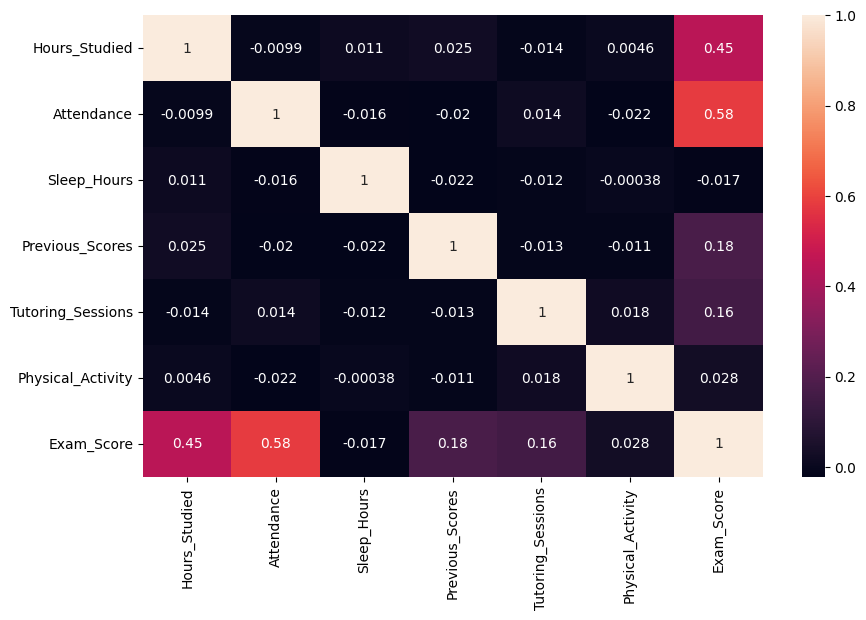 Hours_Studied 1 -0.0099 0.011 0.025 -0.014 0.0046 0.45
Attendance -0.0099 1 -0.016 -0.02 0.014 -0.022 0.58
Sleep_Hours 0.011 -0.016 1 -0.022 -0.012 -0.00038 -0.017
Previous_Scores 0.025 -0.02 -0.022 1 -0.013 -0.011 0.18
Tutoring_Sessions -0.014 0.014 -0.012 -0.013 1 0.018 0.16
Physical_Activity 0.0046 -0.022 -0.00038 -0.011 0.018 1 0.028
Exam_Score 0.45 0.58 -0.017 0.18 0.16 0.028 1
Hours_Studied
Attendance
Sleep_Hours
Previous_Scores
Tutoring_Sessions
Physical_Activity
Exam_Score
1.0
0.8
0.6
0.4
0.2
0.0